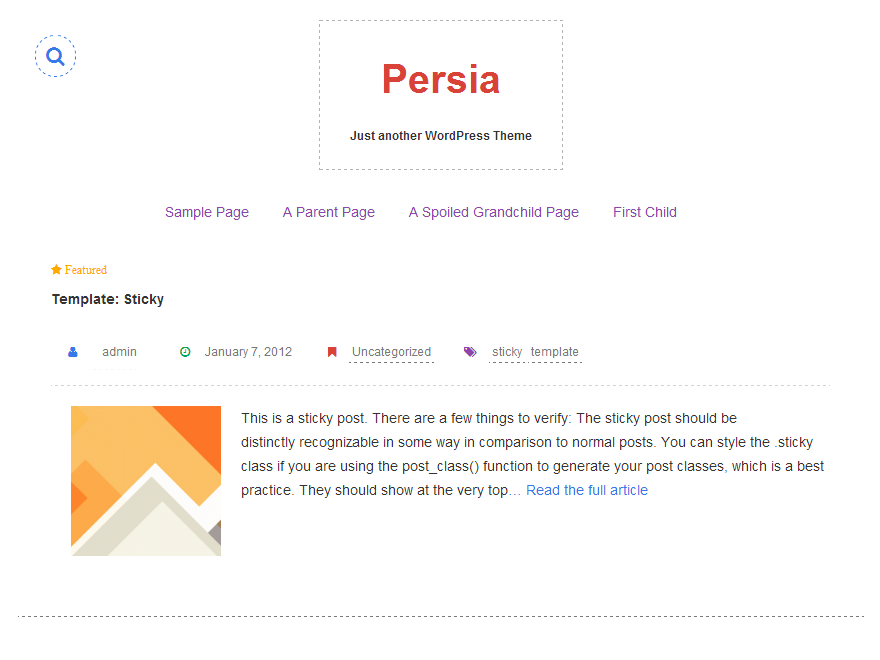 Persia
Just another WordPress Theme
Sample Page A Parent Page A Spoiled Grandchild Page First Child
Featured
Template: Sticky
admin January 7, 2012 Uncategorized sticky template
This is a sticky post. There are a few things to verify: The sticky post should be
distinctly recognizable in some way in comparison to normal posts. You can style the .sticky
class if you are using the post_class() function to generate your post classes, which is a best
practice. They should show at the very top… Read the full article